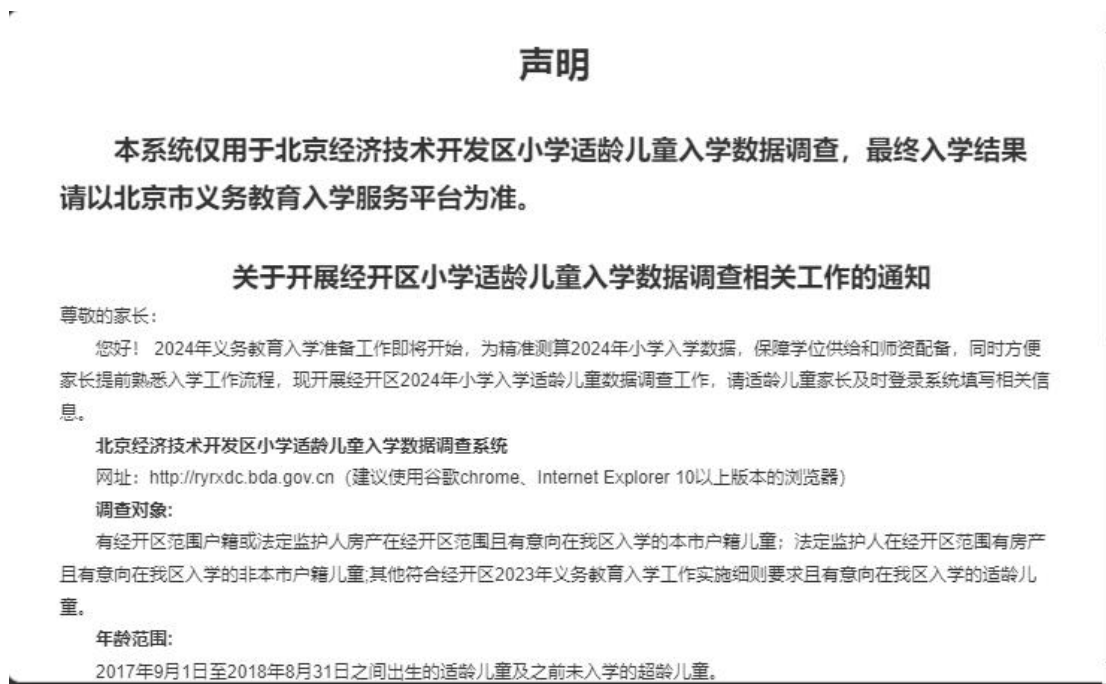 声明
本系统仅用于北京经济技术开发区小学适龄儿童入学数据调查，最终入学结果
请以北京市义务教育入学服务平台为准。
关于开展经开区小学适龄儿童入学数据调查相关工作的通知
尊敬的家长：
您好！ 2024年义务教育入学准备工作即将开始，为精准测算2024年小学入学数据，保障学位供给和师资配备，同时方便
家长提前熟悉入学工作流程，现开展经开区2024年小学入学适龄儿童数据调查工作，请适龄儿童家长及时登录系统填写相关信
息。
北京经济技术开发区小学适龄儿童入学数据调查系统
网址：http://ryrxdc.bda.gov.cn（建议使用谷歌chrome、Internet Explorer 10以上版本的浏览器）
调查对象：
有经开区范围户籍或法定监护人房产在经开区范围且有意向在我区入学的本市户籍儿童；法定监护人在经开区范围有房产
且有意向在我区入学的非本市户籍儿童;其他符合经开区2023年义务教育入学工作实施细则要求且有意向在我区入学的适龄儿
童。
年龄范围：
2017年9月1日至2018年8月31日之间出生的适龄儿童及之前未入学的超龄儿童。